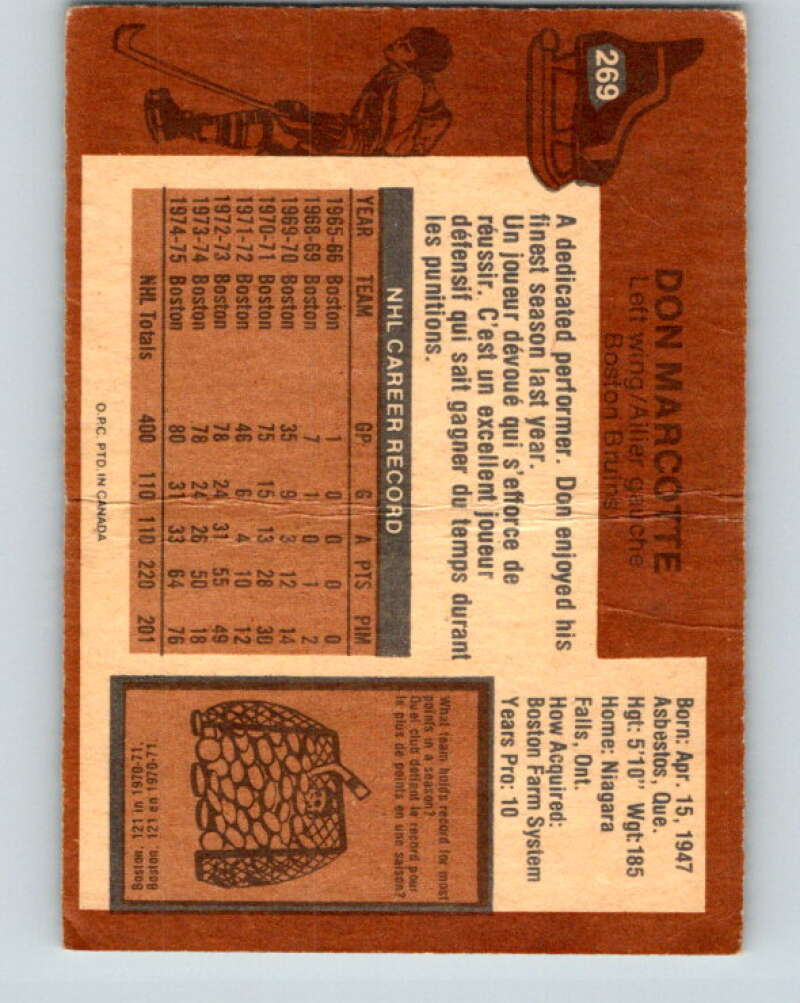 269
DON MARCOTTE
Left wing/Ailier gauche
Boston Bruins
Born: Apr. 15, 1947
Asbestos, Que.
Hgt: 5'10" Wgt: 185
Home: Niagara
Falls, Ont.
How Acquired:
Boston Farm System
Years Pro: 10
A dedicated performer. Don enjoyed his
finest season last year.
Un joueur dévoué qui s'efforce de
réussir. C'est un excellent joueur
défensif qui sait gagner du temps durant
les punitions.
NHL CAREER RECORD
YEAR TEAM GP G A PTS PIM
1965-66 Boston 1 0 0 0 0
1968-69 Boston 7 1 0 1 2
1969-70 Boston 35 9 3 12 14
1970-71 Boston 75 15 13 28 30
1971-72 Boston 46 6 4 10 12
1972-73 Boston 78 24 31 55 49
1973-74 Boston 78 24 26 50 18
1974-75 Boston 80 31 33 64 76
NHL Totals 400 110 110 220 201
What team holds record for most
points in a season?
Quel club détient le record pour
le plus de points en une saison?
Boston, 121 in 1970-71.
Boston, 121 en 1970-71.
O.P.C. PTD. IN CANADA